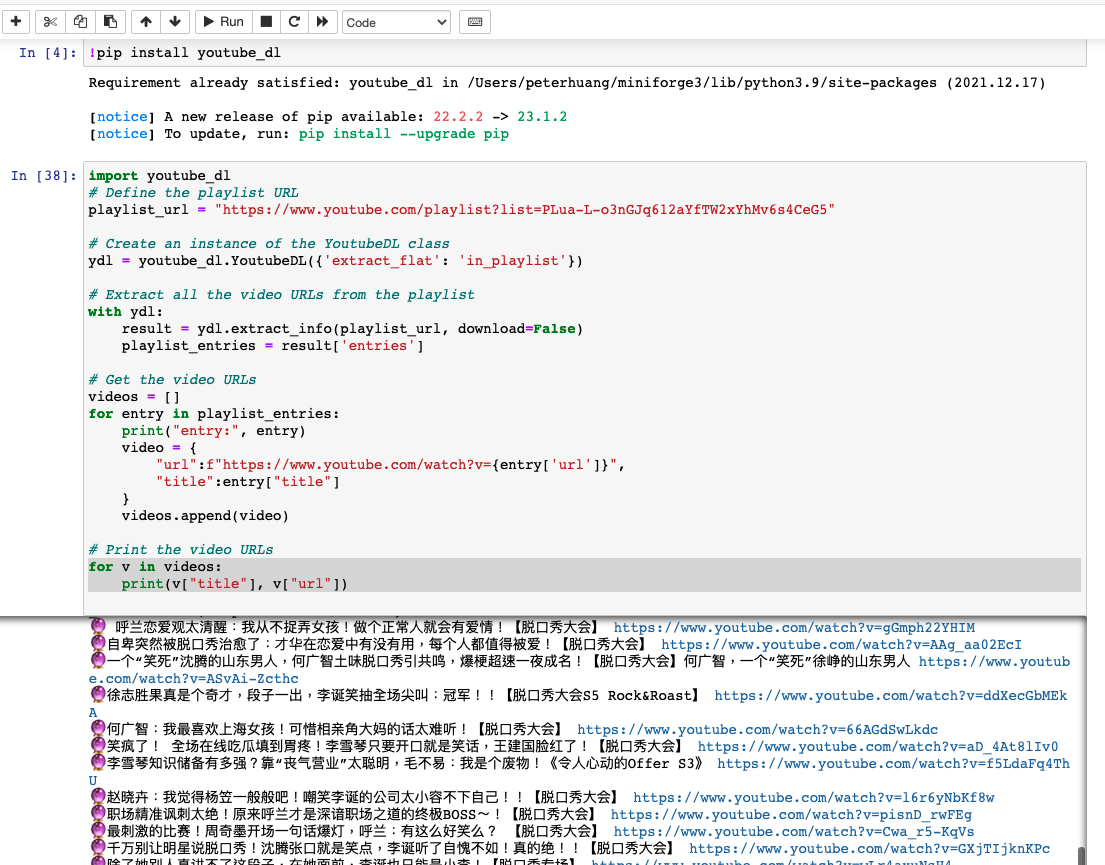 Run
Code
In [4]: !pip install youtube_dl
Requirement already satisfied: youtube_dl in /Users/peterhuang/miniforge3/lib/python3.9/site-packages (2021.12.17)
[notice] A new release of pip available: 22.2.2 -> 23.1.2
[notice] To update, run: pip install --upgrade pip
In [38]: import youtube_dl
# Define the playlist URL
playlist_url = "https://www.youtube.com/playlist?list=PLua-L-o3nGJq612aYfTW2xYhMv6s4CeG5"
# Create an instance of the YoutubeDL class
ydl = youtube_dl.YoutubeDL({'extract_flat': 'in_playlist'})
# Extract all the video URLs from the playlist
with ydl:
    result = ydl.extract_info(playlist_url, download=False)
    playlist_entries = result['entries']
# Get the video URLs
videos = []
for entry in playlist_entries:
    print("entry:", entry)
    video = {
        "url":f"https://www.youtube.com/watch?v={entry['url']}",
        "title":entry["title"]
    }
    videos.append(video)
# Print the video URLs
for v in videos:
    print(v["title"], v["url"])
🔮 呼兰恋爱观太清醒：我从不捉弄女孩！做个正常人就会有爱情！【脱口秀大会】 https://www.youtube.com/watch?v=gGmph22YHIM
🔮自卑突然被脱口秀治愈了：才华在恋爱中有没有用，每个人都值得被爱！【脱口秀大会】 https://www.youtube.com/watch?v=AAg_aa02EcI
🔮一个“笑死”沈腾的山东男人，何广智土味脱口秀引共鸣，爆梗超速一夜成名！【脱口秀大会】何广智，一个“笑死”徐峥的山东男人 https://www.youtub
e.com/watch?v=ASvAi-Zcthc
🔮徐志胜果真是个奇才，段子一出，李诞笑抽全场尖叫：冠军！！【脱口秀大会S5 Rock&Roast】 https://www.youtube.com/watch?v=ddXecGbMEk
A
🔮何广智：我最喜欢上海女孩！可惜相亲角大妈的话太难听！【脱口秀大会】 https://www.youtube.com/watch?v=66AGdSwLkdc
🔮笑疯了！ 全场在线吃瓜填到胃疼！李雪琴只要开口就是笑话，王建国脸红了！【脱口秀大会】 https://www.youtube.com/watch?v=aD_4At8lIv0
🔮李雪琴知识储备有多强？靠“丧气营业”太聪明，毛不易：我是个废物！《令人心动的Offer S3》 https://www.youtube.com/watch?v=f5LdaFq4Th
U
🔮赵晓卉：我觉得杨笠一般般吧！嘲笑李诞的公司太小容不下自己！！【脱口秀大会】 https://www.youtube.com/watch?v=l6r6yNbKf8w
🔮职场精准讽刺太绝！原来呼兰才是深谙职场之道的终极BOSS～！【脱口秀大会】 https://www.youtube.com/watch?v=pisnD_rwFEg
🔮最刺激的比赛！周奇墨开场一句话爆灯，呼兰：有这么好笑么？ 【脱口秀大会】 https://www.youtube.com/watch?v=Cwa_r5-KqVs
🔮千万别让明星说脱口秀！沈腾张口就是笑点，李诞听了自愧不如！真的绝！！【脱口秀大会】 https://www.youtube.com/watch?v=GXjTIjknKPc